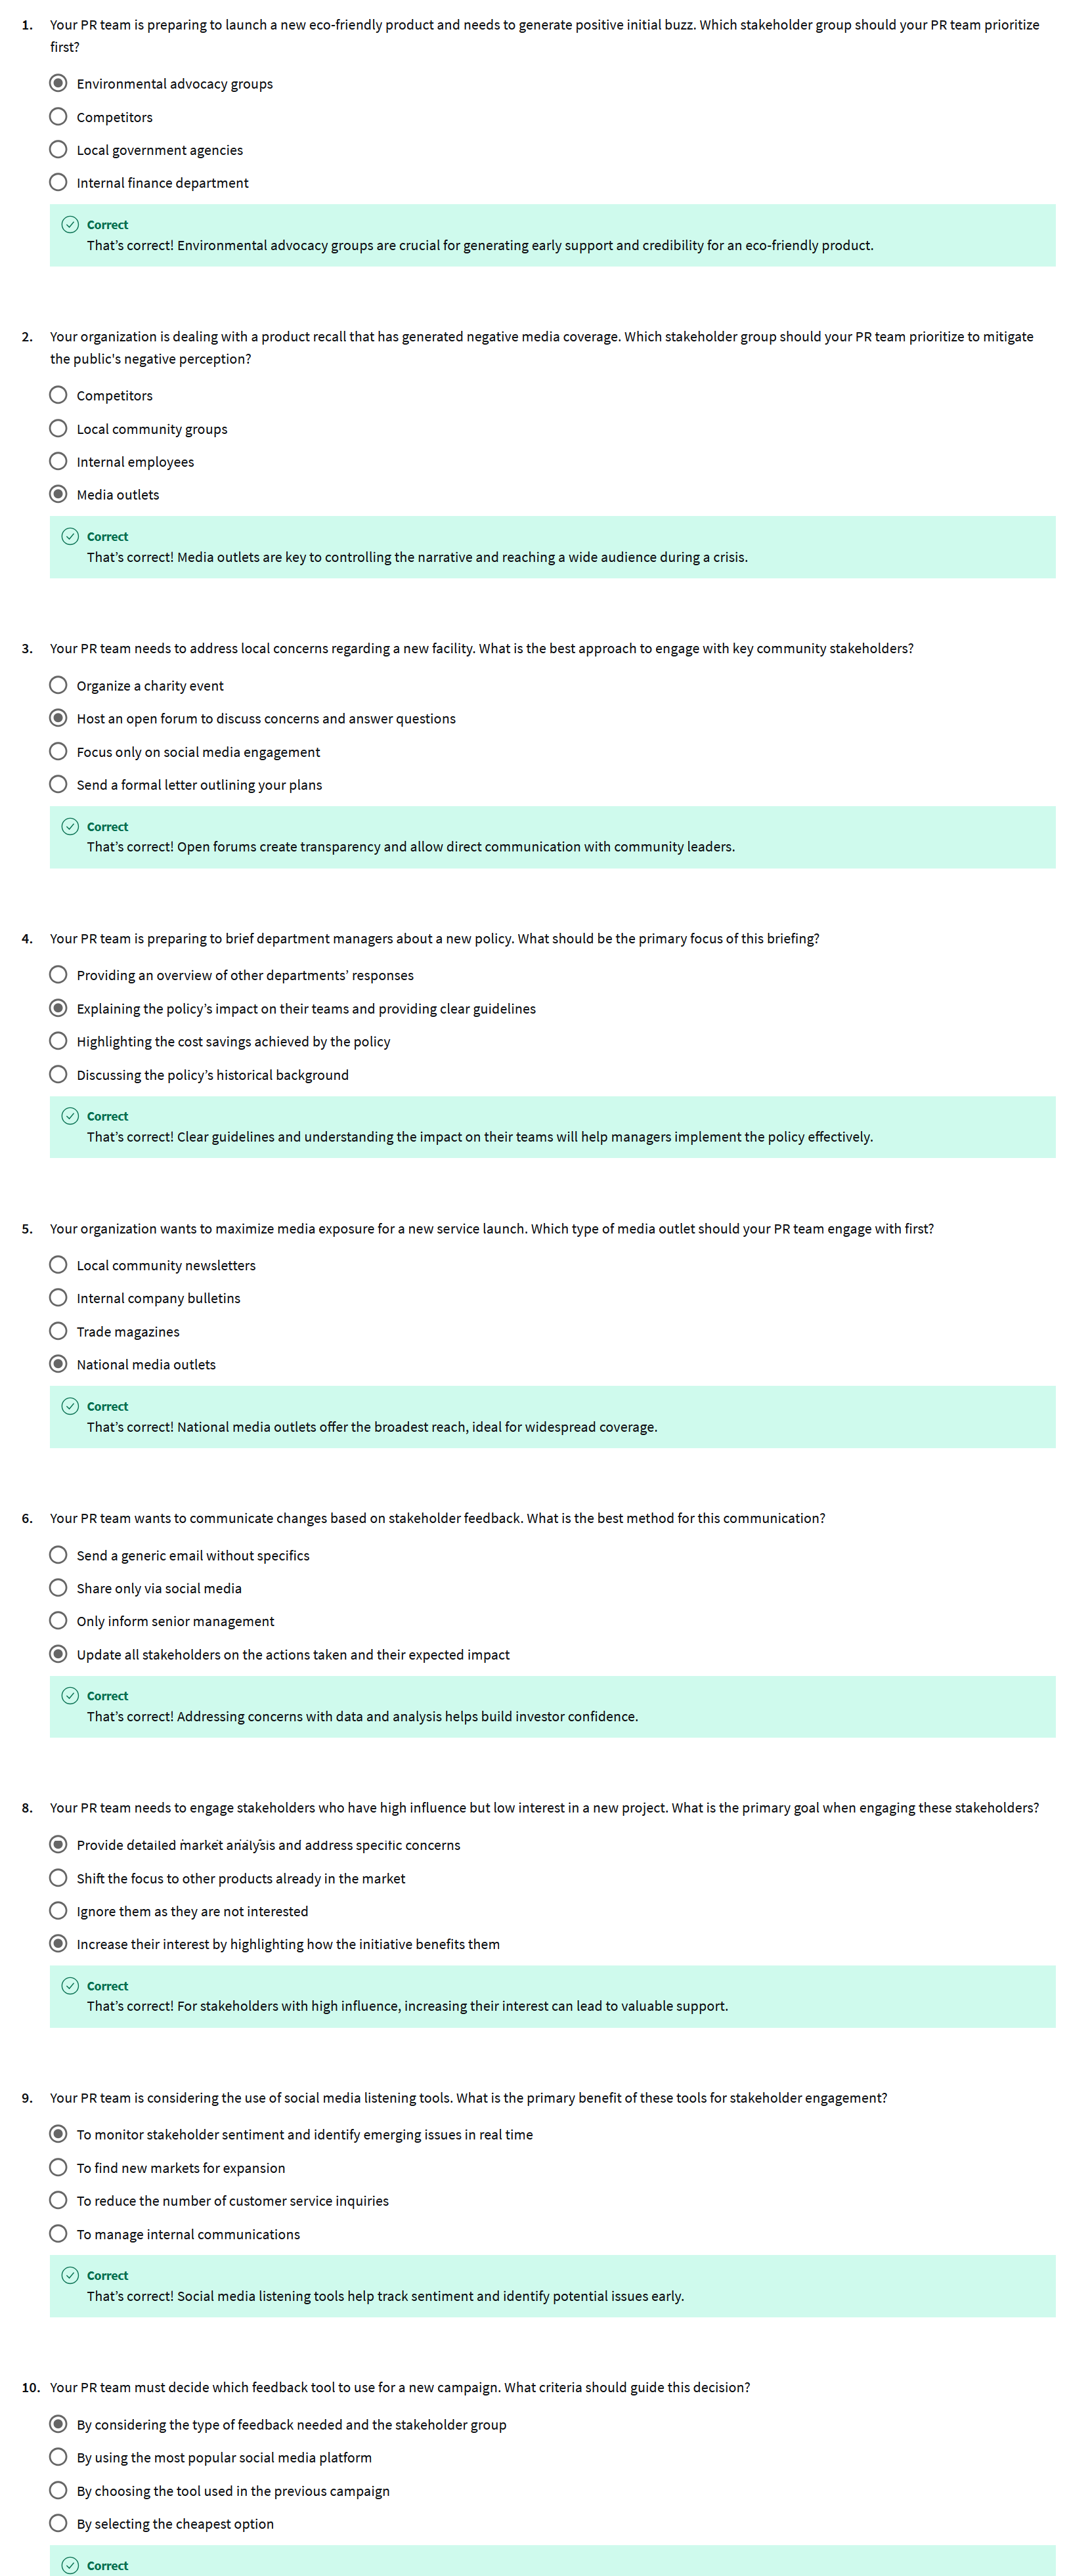 1. Your PR team is preparing to launch a new eco-friendly product and needs to generate positive initial buzz. Which stakeholder group should your PR team prioritize
first?
Environmental advocacy groups
Competitors
Local government agencies
Internal finance department
Correct
That's correct! Environmental advocacy groups are crucial for generating early support and credibility for an eco-friendly product.
2. Your organization is dealing with a product recall that has generated negative media coverage. Which stakeholder group should your PR team prioritize to mitigate
the public's negative perception?
Competitors
Local community groups
Internal employees
Media outlets
Correct
That's correct! Media outlets are key to controlling the narrative and reaching a wide audience during a crisis.
3. Your PR team needs to address local concerns regarding a new facility. What is the best approach to engage with key community stakeholders?
Organize a charity event
Host an open forum to discuss concerns and answer questions
Focus only on social media engagement
Send a formal letter outlining your plans
Correct
That's correct! Open forums create transparency and allow direct communication with community leaders.
4. Your PR team is preparing to brief department managers about a new policy. What should be the primary focus of this briefing?
Providing an overview of other departments' responses
Explaining the policy's impact on their teams and providing clear guidelines
Highlighting the cost savings achieved by the policy
Discussing the policy's historical background
Correct
That's correct! Clear guidelines and understanding the impact on their teams will help managers implement the policy effectively.
5. Your organization wants to maximize media exposure for a new service launch. Which type of media outlet should your PR team engage with first?
Local community newsletters
Internal company bulletins
Trade magazines
National media outlets
Correct
That's correct! National media outlets offer the broadest reach, ideal for widespread coverage.
6. Your PR team wants to communicate changes based on stakeholder feedback. What is the best method for this communication?
Send a generic email without specifics
Share only via social media
Only inform senior management
Update all stakeholders on the actions taken and their expected impact
Correct
That's correct! Addressing concerns with data and analysis helps build investor confidence.
8. Your PR team needs to engage stakeholders who have high influence but low interest in a new project. What is the primary goal when engaging these stakeholders?
Provide detailed market analysis and address specific concerns
Shift the focus to other products already in the market
Ignore them as they are not interested
Increase their interest by highlighting how the initiative benefits them
Correct
That's correct! For stakeholders with high influence, increasing their interest can lead to valuable support.
9. Your PR team is considering the use of social media listening tools. What is the primary benefit of these tools for stakeholder engagement?
To monitor stakeholder sentiment and identify emerging issues in real time
To find new markets for expansion
To reduce the number of customer service inquiries
To manage internal communications
Correct
That's correct! Social media listening tools help track sentiment and identify potential issues early.
10. Your PR team must decide which feedback tool to use for a new campaign. What criteria should guide this decision?
By considering the type of feedback needed and the stakeholder group
By using the most popular social media platform
By choosing the tool used in the previous campaign
By selecting the cheapest option
Correct